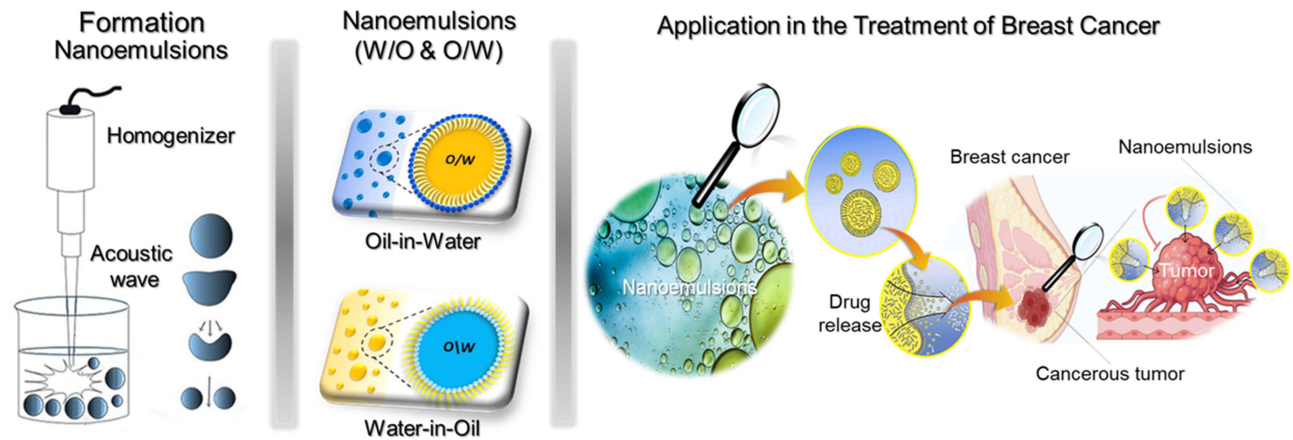 Formation
Nanoemulsions
Homogenizer
Acoustic
wave
Nanoemulsions
(W/O & O/W)
O/W
Oil-in-Water
O\W
Water-in-Oil
Application in the Treatment of Breast Cancer
Nanoemulsions
Drug
release
Breast cancer
Nanoemulsions
Tumor
Cancerous tumor